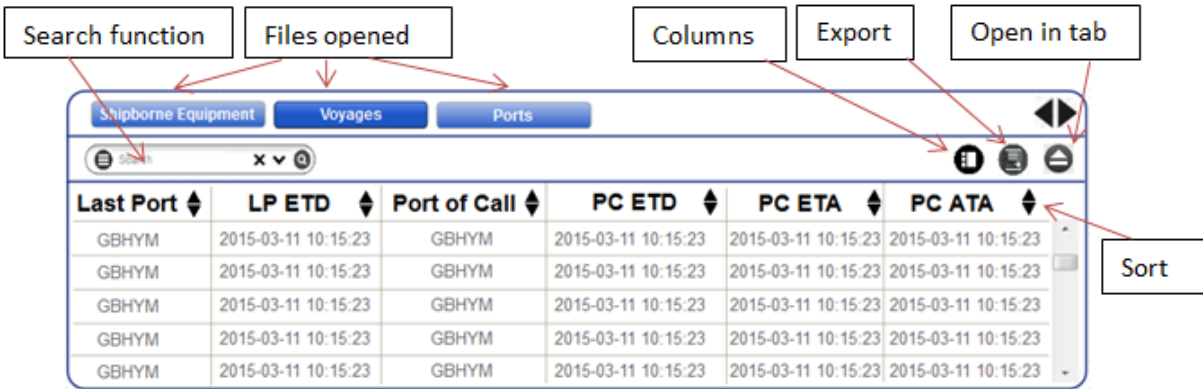 Search function Files opened Columns Export Open in tab
Shipborne Equipment Voyages Ports
Search
Last Port LP ETD Port of Call PC ETD PC ETA PC ATA
GBHYM 2015-03-11 10:15:23 GBHYM 2015-03-11 10:15:23 2015-03-11 10:15:23 2015-03-11 10:15:23
Sort
GBHYM 2015-03-11 10:15:23 GBHYM 2015-03-11 10:15:23 2015-03-11 10:15:23 2015-03-11 10:15:23
GBHYM 2015-03-11 10:15:23 GBHYM 2015-03-11 10:15:23 2015-03-11 10:15:23 2015-03-11 10:15:23
GBHYM 2015-03-11 10:15:23 GBHYM 2015-03-11 10:15:23 2015-03-11 10:15:23 2015-03-11 10:15:23
GBHYM 2015-03-11 10:15:23 GBHYM 2015-03-11 10:15:23 2015-03-11 10:15:23 2015-03-11 10:15:23